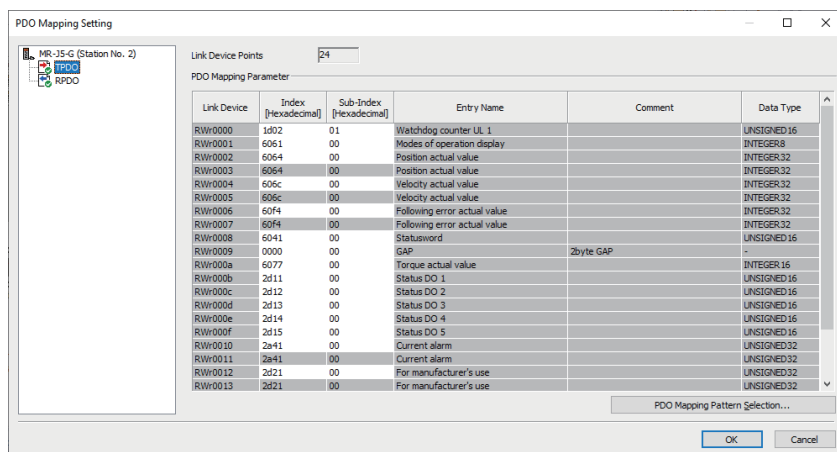 PDO Mapping Setting
MR-J5-G (Station No. 2)
TPDO
RPDO
Link Device Points 24
PDO Mapping Parameter
Link Device Index [Hexadecimal] Sub-Index [Hexadecimal] Entry Name Comment Data Type
RWr0000 1d02 01 Watchdog counter UL 1 UNSIGNED16
RWr0001 6061 00 Modes of operation display INTEGER8
RWr0002 6064 00 Position actual value INTEGER32
RWr0003 6064 00 Position actual value INTEGER32
RWr0004 606c 00 Velocity actual value INTEGER32
RWr0005 606c 00 Velocity actual value INTEGER32
RWr0006 60f4 00 Following error actual value INTEGER32
RWr0007 60f4 00 Following error actual value INTEGER32
RWr0008 6041 00 Statusword UNSIGNED16
RWr0009 0000 00 GAP 2byte GAP -
RWr000a 6077 00 Torque actual value INTEGER16
RWr000b 2d11 00 Status DO 1 UNSIGNED16
RWr000c 2d12 00 Status DO 2 UNSIGNED16
RWr000d 2d13 00 Status DO 3 UNSIGNED16
RWr000e 2d14 00 Status DO 4 UNSIGNED16
RWr000f 2d15 00 Status DO 5 UNSIGNED16
RWr0010 2a41 00 Current alarm UNSIGNED32
RWr0011 2a41 00 Current alarm UNSIGNED32
RWr0012 2d21 00 For manufacturer's use UNSIGNED32
RWr0013 2d21 00 For manufacturer's use UNSIGNED32
PDO Mapping Pattern Selection...
OK Cancel